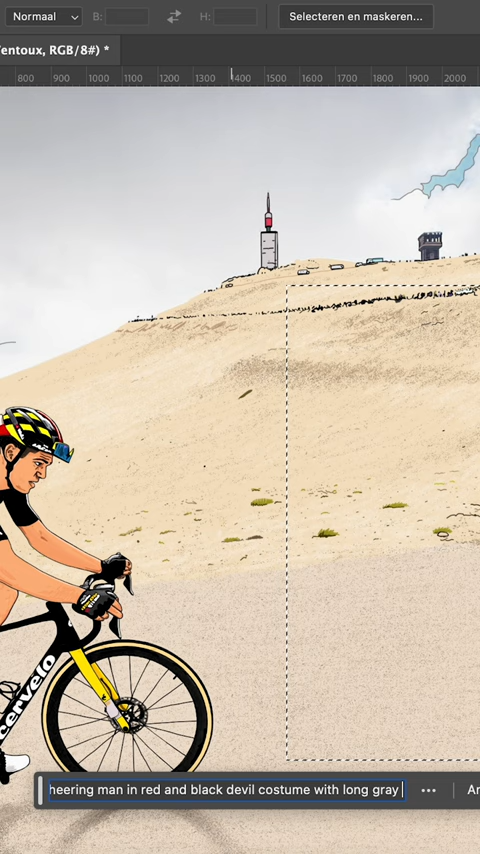 Normaal B: H: Selecteren en maskeren...
entoux, RGB/8#) *
800 900 1000 1100 1200 1300 1400 1500 1600 1700 1800 1900 2000
cervelo
heering man in red and black devil costume with long gray